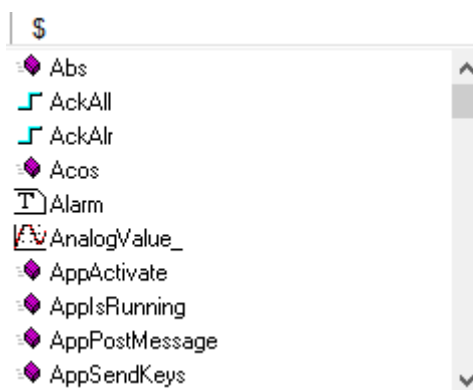 $
Abs
AckAll
AckAlr
Acos
T Alarm
AnalogValue_
AppActivate
AppIsRunning
AppPostMessage
AppSendKeys